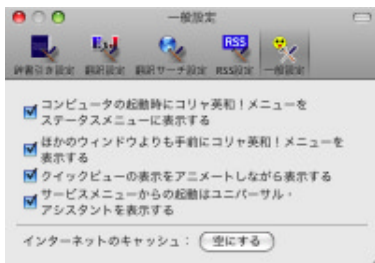 一般設定
辞書引き設定 翻訳設定 翻訳サーチ設定 RSS設定 一般設定
コンピュータの起動時にコリャ英和！メニューを
ステータスメニューに表示する
ほかのウィンドウよりも手前にコリャ英和！メニューを
表示する
クイックビューの表示をアニメートしながら表示する
サービスメニューからの起動はユニバーサル・
アシスタントを表示する
インターネットのキャッシュ： 空にする